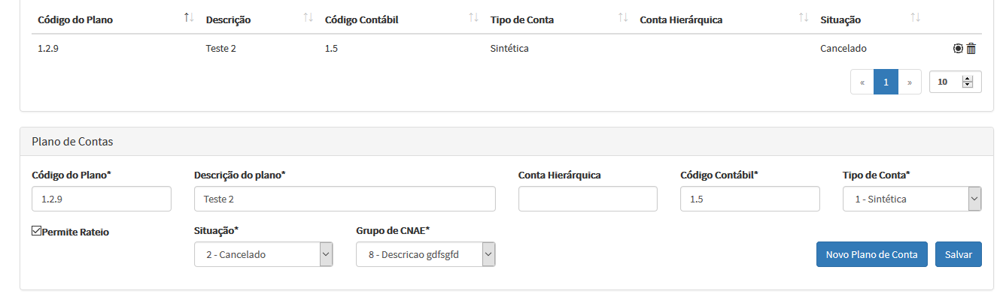 Código do Plano Descrição Código Contábil Tipo de Conta Conta Hierárquica Situação
1.2.9 Teste 2 1.5 Sintética Cancelado
« 1 » 10
Plano de Contas
Código do Plano* Descrição do plano* Conta Hierárquica Código Contábil* Tipo de Conta*
1.2.9 Teste 2 1.5 1 - Sintética
Permite Rateio Situação* Grupo de CNAE*
2 - Cancelado 8 - Descricao gdfsgfd Novo Plano de Conta Salvar